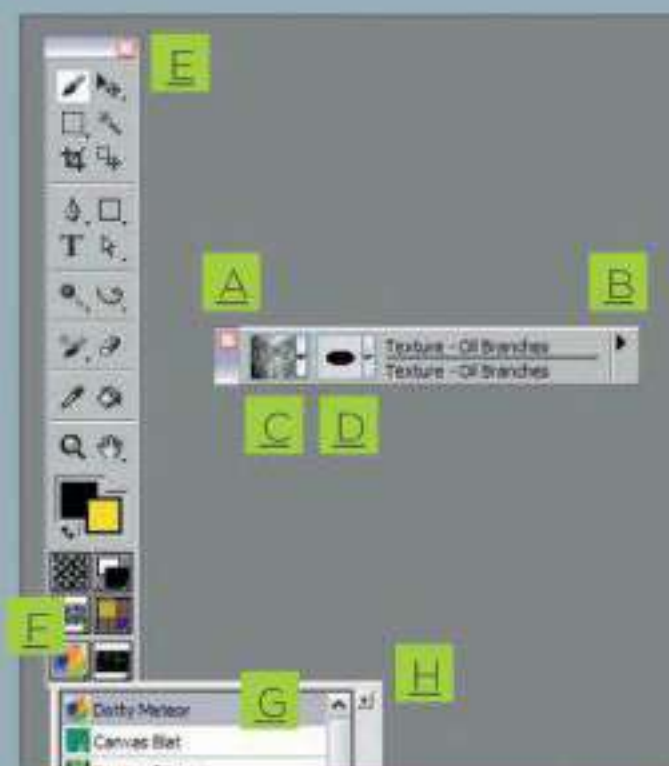 E
A
B
Texture - Oil Branches
Texture - Oil Branches
C D
T
F
H
G
Dotty Meteor
Canvas Blat